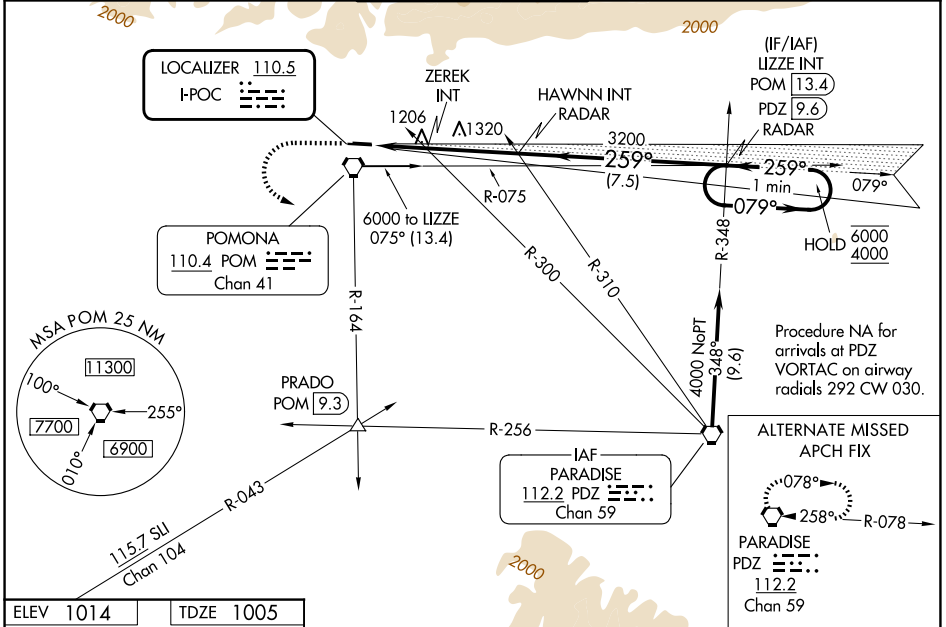 2000
2000
LOCALIZER 110.5
I-POC
ZEREK
INT
1206
1320
HAWNN INT
RADAR
(IF/IAF)
LIZZE INT
POM 13.4
PDZ 9.6
RADAR
3200
259°
(7.5)
259°
1 min
079°
079°
HOLD 6000
4000
R-075
6000 to LIZZE
075° (13.4)
POMONA
110.4 POM
Chan 41
R-164
R-300
R-310
R-348
4000 NoPT
348°
(9.6)
Procedure NA for
arrivals at PDZ
VORTAC on airway
radials 292 CW 030.
MSA POM 25 NM
11300
100°
255°
7700
6900
010°
PRADO
POM 9.3
R-256
R-043
115.7 SLI
Chan 104
IAF
PARADISE
112.2 PDZ
Chan 59
2000
ALTERNATE MISSED
APCH FIX
078°
258°
R-078
PARADISE
PDZ
112.2
Chan 59
ELEV 1014
TDZE 1005